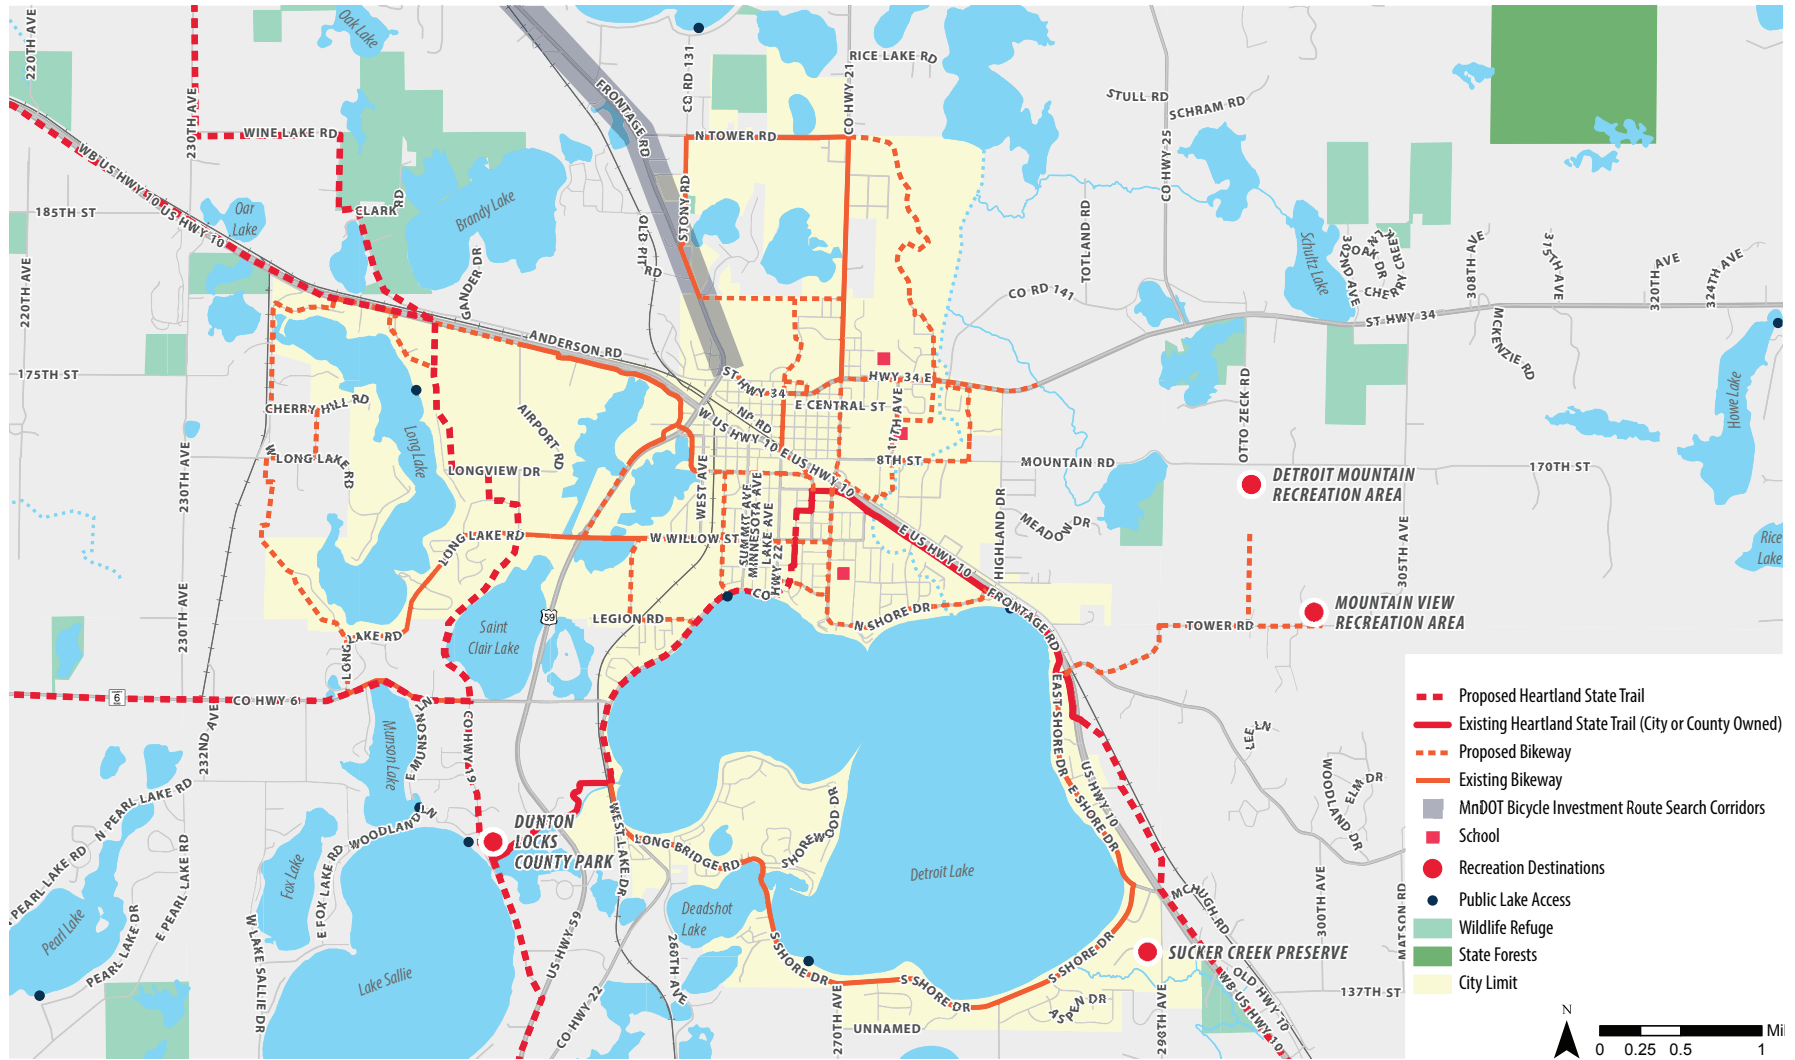 220TH AVE
Oak Lake
230TH AVE
WINE LAKE RD
WB US HWY 10
US HWY 10
185TH ST
Oar
Lake
CLARK
RD
Brandy Lake
GANDER DR
FRONTAGE RD
CO RD 131
N TOWER RD
CO HWY 21
RICE LAKE RD
STULL RD
SCHRAM RD
CO HWY 25
STONY RD
OLD PIT
RD
TOTLAND RD
CO RD 141
Schultz Lake
302ND AVE
OAK DR
LN
CHERRY CREEK
CHERRY
308TH AVE
315TH AVE
320TH AVE
324TH AVE
ST HWY 34
MCKENZIE RD
Howe Lake
220TH AVE
175TH ST
ANDERSON RD
CHERRY HILL RD
Long Lake
AIRPORT RD
W LONG LAKE RD
LONGVIEW DR
ST HWY 34
HWY 34 E
E CENTRAL ST
NP RD
W US HWY 10
E US HWY 10
11TH AVE
8TH ST
MOUNTAIN RD
OTTO ZECK RD
170TH ST
DETROIT MOUNTAIN
RECREATION AREA
230TH AVE
WEST AVE
SUMMIT AVE
MINNESOTA AVE
LAKE AVE
HWY 22
CO
LONG LAKE RD
W WILLOW ST
E US HWY 10
HIGHLAND DR
MEADOW DR
305TH AVE
Rice
Lake
230TH AVE
59
Saint
Clair Lake
LEGION RD
N SHORE DR
FRONTAGE RD
MOUNTAIN VIEW
RECREATION AREA
TOWER RD
LONG
LAKE RD
6
CO HWY 6
232ND AVE
Munson Lake
E MUNSON LN
CO HWY 19
EAST SHORE DR
US HWY 10
E SHORE DR
LEE LN
WOODLAND DR
ELM DR
N PEARL LAKE RD
N PEARL LAKE RD
Pearl Lake
PEARL LAKE DR
E PEARL LAKE RD
Fox Lake
E FOX LAKE RD
WOODLAND LN
W LAKE SALLIE DR
Lake Sallie
DUNTON
LOCKS
COUNTY PARK
WEST LAKE DR
LONG BRIDGE RD
SHOREWOOD DR
Detroit Lake
Deadshot
Lake
US HWY 59
CO HWY 22
260TH AVE
S SHORE DR
S SHORE DR
S SHORE DR
270TH AVE
UNNAMED
ASPEN DR
290TH AVE
MCHUGH RD
SUCKER CREEK PRESERVE
WB US HWY 10
OLD HWY 10
300TH AVE
MATSON RD
137TH ST
Proposed Heartland State Trail
Existing Heartland State Trail (City or County Owned)
Proposed Bikeway
Existing Bikeway
MnDOT Bicycle Investment Route Search Corridors
School
Recreation Destinations
Public Lake Access
Wildlife Refuge
State Forests
City Limit
N
0 0.25 0.5 1
Mil